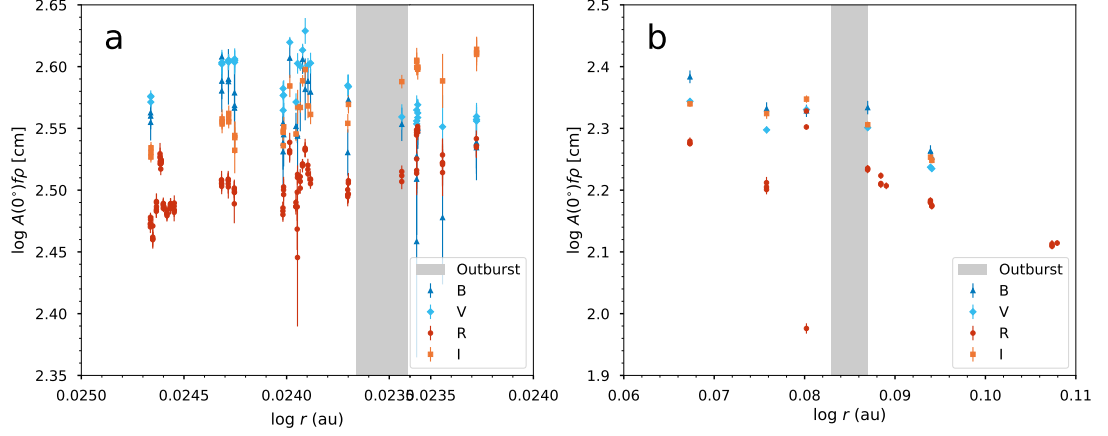 a
2.65
2.60
2.55
2.50
2.45
2.40
2.35
log A(0°)fρ [cm]
0.0250
0.0245
0.0240
0.0235
0.0235
0.0240
log r (au)
Outburst
B
V
R
I
b
2.5
2.4
2.3
2.2
2.1
2.0
1.9
log A(0°)fρ [cm]
0.06
0.07
0.08
0.09
0.10
0.11
log r (au)
Outburst
B
V
R
I